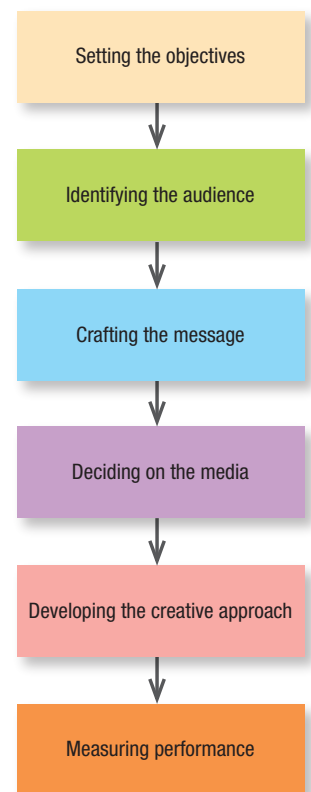 Setting the objectives
Identifying the audience
Crafting the message
Deciding on the media
Developing the creative approach
Measuring performance